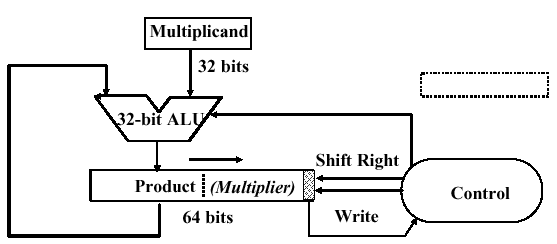 Multiplicand
32 bits
32-bit ALU
Shift Right
Product (Multiplier)
Control
64 bits
Write